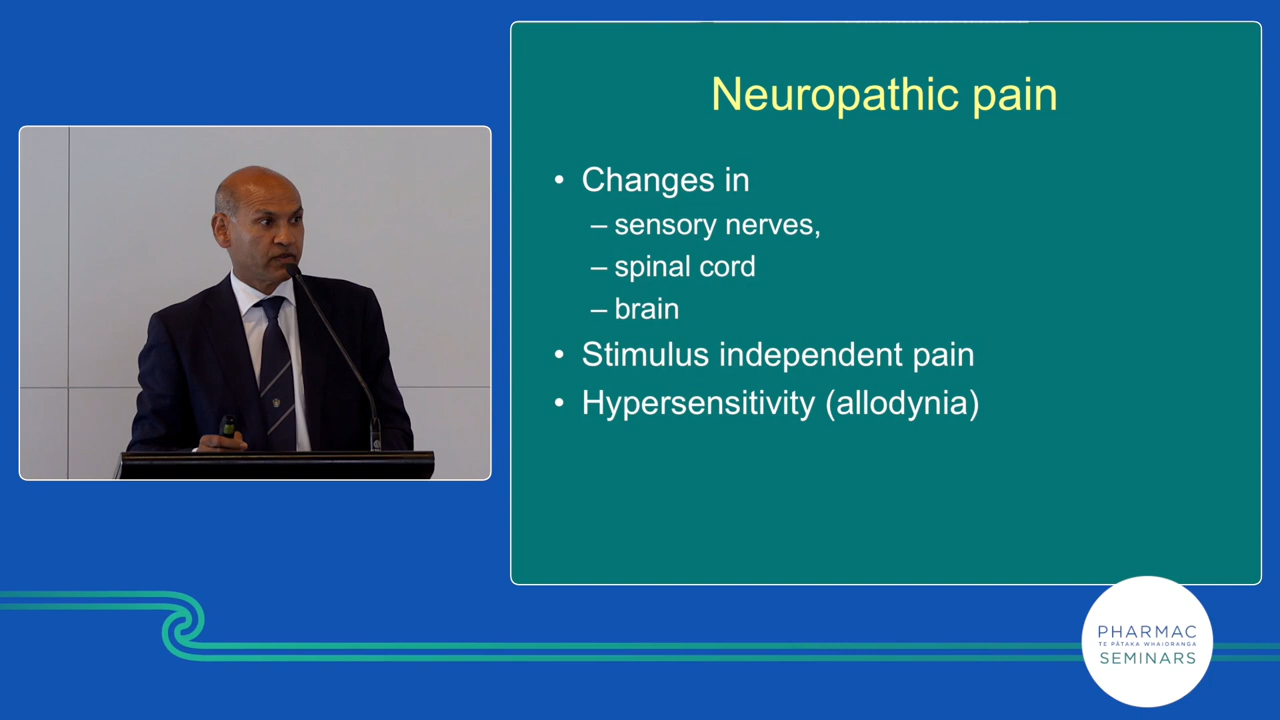 Neuropathic pain
• Changes in
– sensory nerves,
– spinal cord
– brain
• Stimulus independent pain
• Hypersensitivity (allodynia)
PHARMAC
TE PĀTAKA WHAIORANGA
SEMINARS